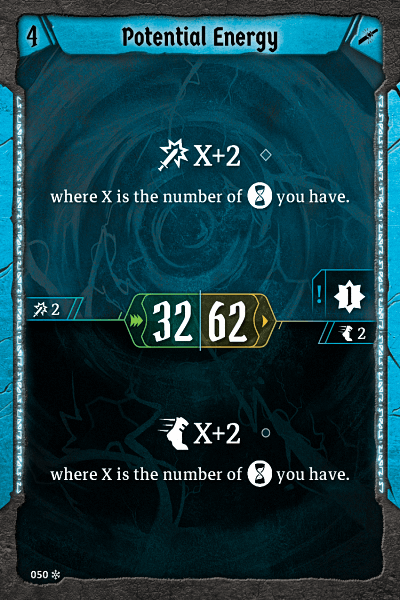 4 Potential Energy
X+2
where X is the number of you have.
! 1
2 32 62
2
X+2
where X is the number of you have.
050